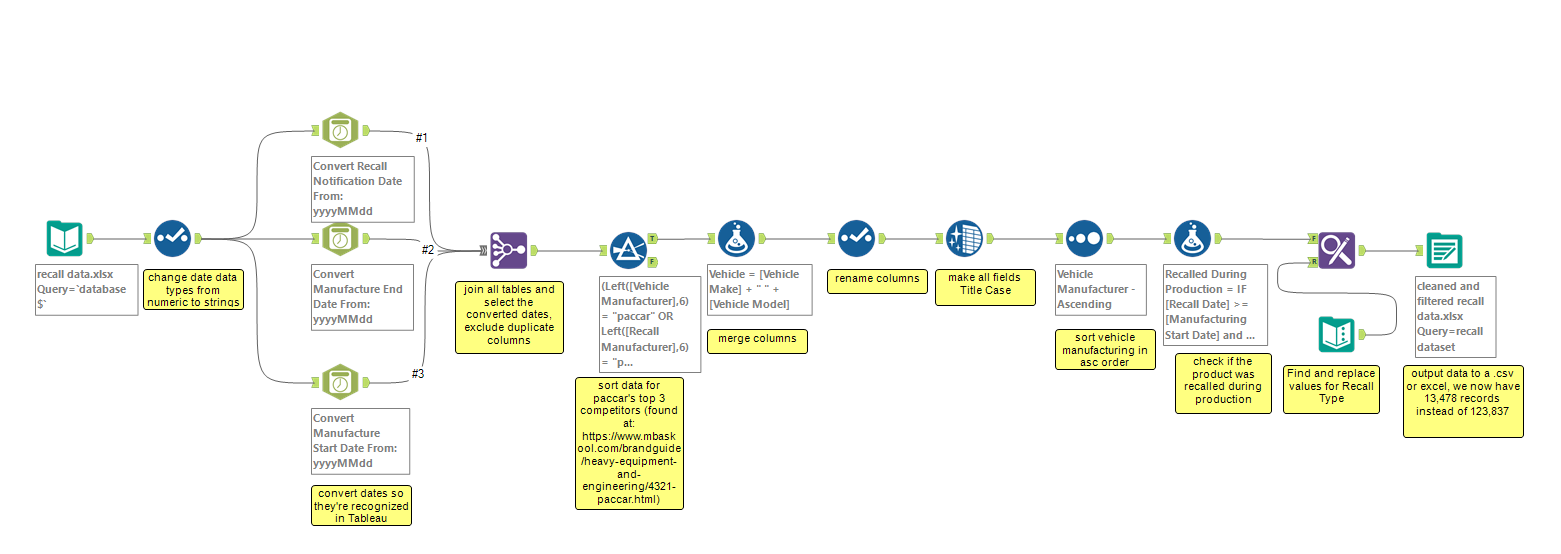 #1
Convert Recall
Notification Date
From:
yyyyMMdd
recall data.xlsx
Query=`database
$`
change date data
types from
numeric to strings
#2
Convert
Manufacture End
Date From:
yyyyMMdd
#3
Convert
Manufacture
Start Date From:
yyyyMMdd
convert dates so
they're recognized
in Tableau
join all tables and
select the
converted dates,
exclude duplicate
columns
T
F
(Left([Vehicle
Manufacturer],6)
= "paccar" OR
Left([Recall
Manufacturer],6)
= "p...
sort data for
paccar's top 3
competitors (found
at:
https://www.mbask
ool.com/brandguide
/heavy-equipment-
and-
engineering/4321-
paccar.html)
Vehicle = [Vehicle
Make] + " " +
[Vehicle Model]
merge columns
rename columns
make all fields
Title Case
Vehicle
Manufacturer -
Ascending
sort vehicle
manufacturing in
asc order
Recalled During
Production = IF
[Recall Date] >=
[Manufacturing
Start Date] and ...
check if the
product was
recalled during
production
F
R
Find and replace
values for Recall
Type
cleaned and
filtered recall
data.xlsx
Query=recall
dataset
output data to a .csv
or excel, we now have
13,478 records
instead of 123,837